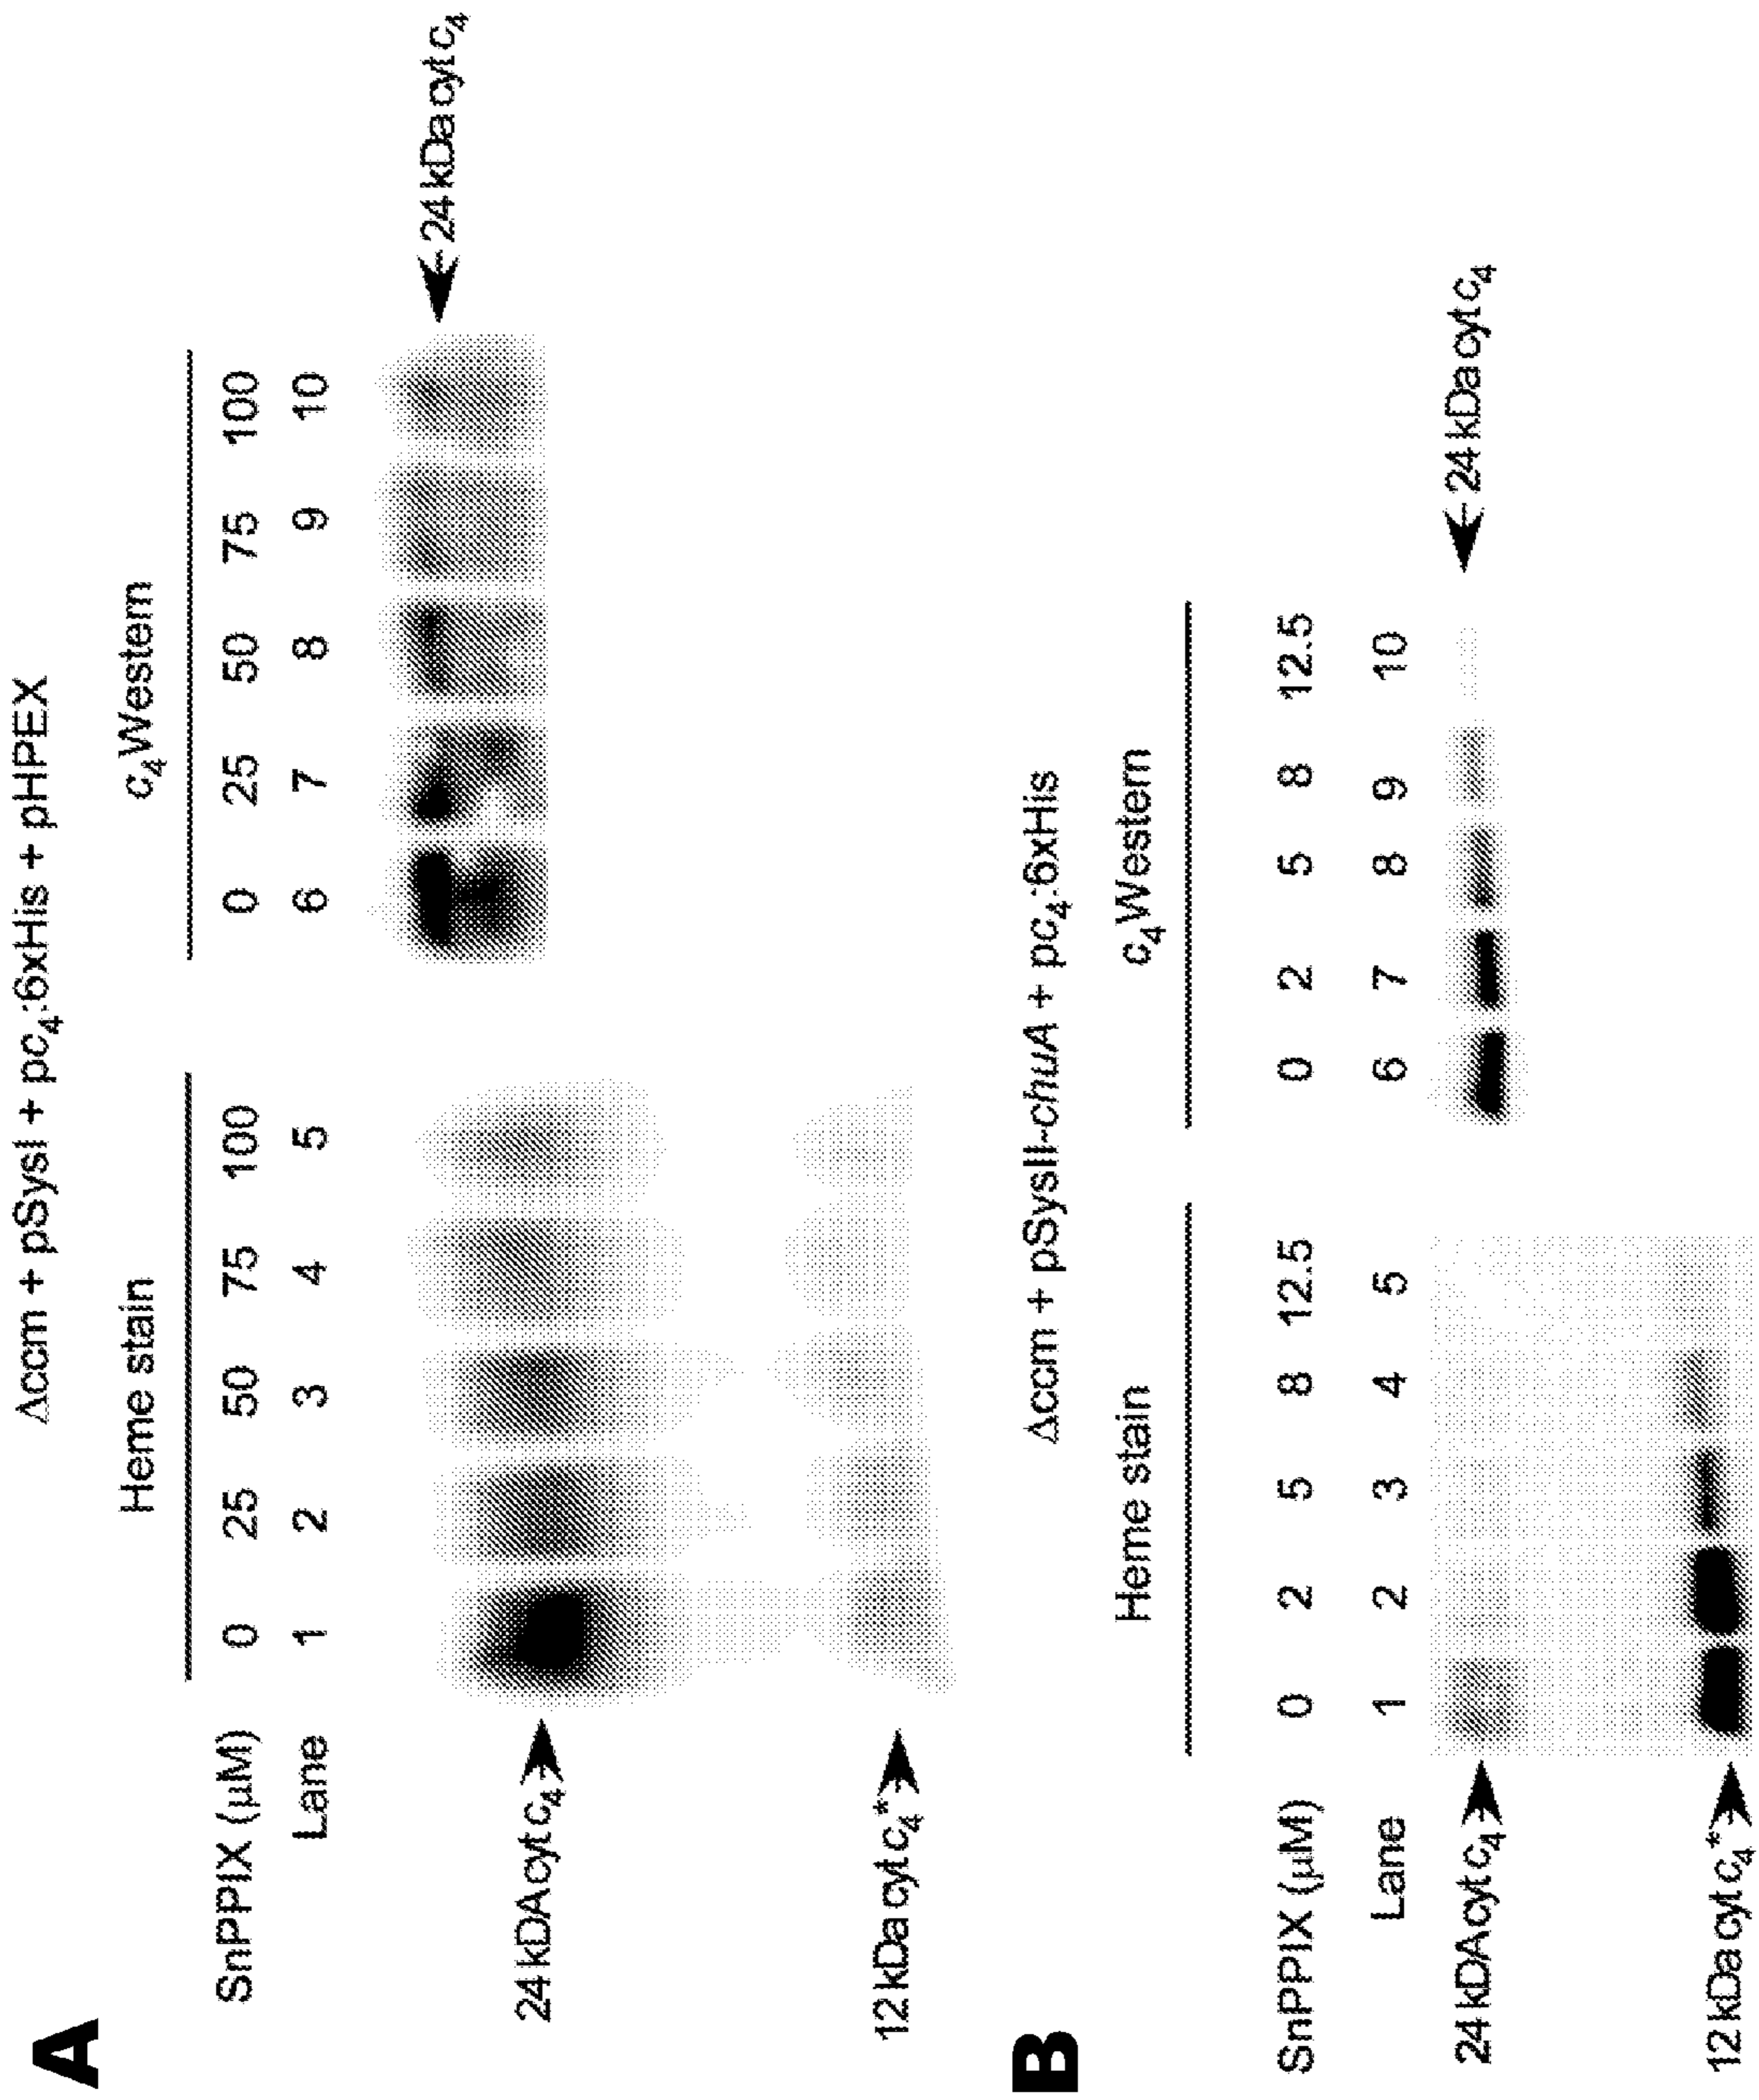 A
Δccm + pSysI + pc₄:6xHis + pHPEX
Heme stain
c₄Western
SnPPIX (µM) 0 25 50 75 100 0 25 50 75 100
Lane 1 2 3 4 5 6 7 8 9 10
24 kDA cyt c₄
24 kDa cyt c₄
12 kDa cyt c₄*
B
Δccm + pSysII-chuA + pc₄:6xHis
Heme stain
c₄Western
SnPPIX (µM) 0 2 5 8 12.5 0 2 5 8 12.5
Lane 1 2 3 4 5 6 7 8 9 10
24 kDA cyt c₄
24 kDa cyt c₄
12 kDa cyt c₄*